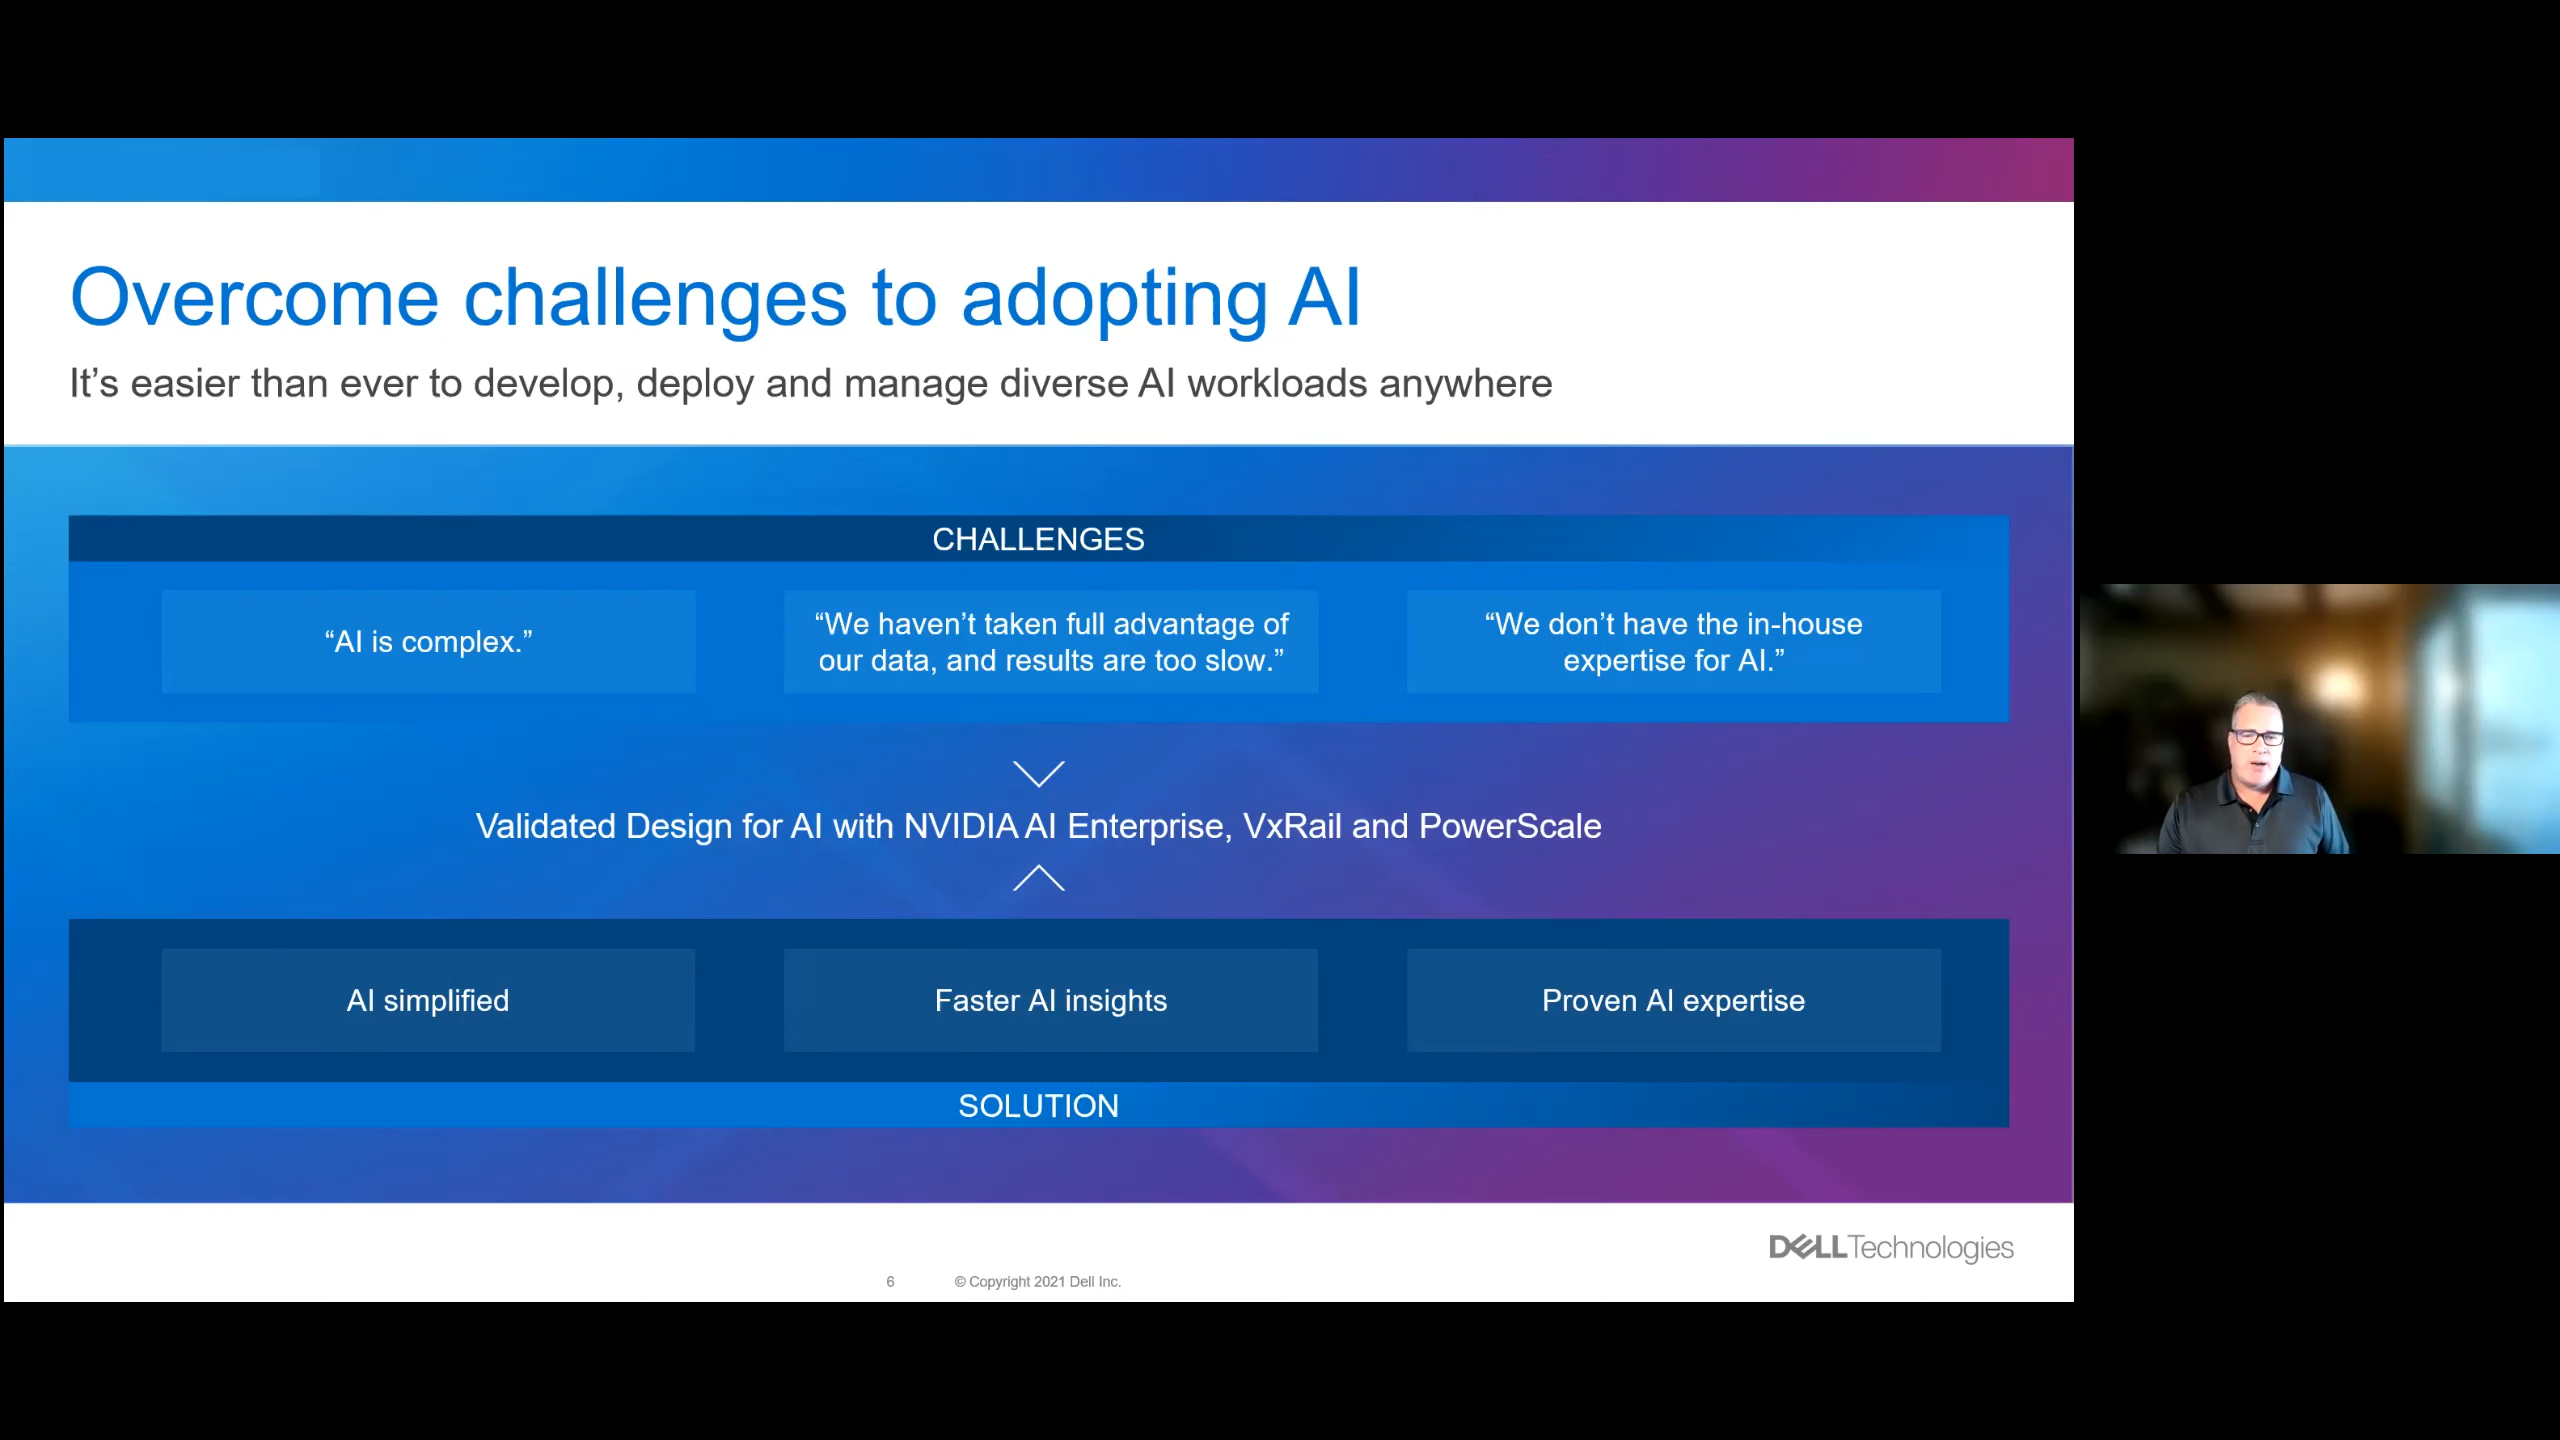 Overcome challenges to adopting AI
It’s easier than ever to develop, deploy and manage diverse AI workloads anywhere
CHALLENGES
“AI is complex.”
“We haven’t taken full advantage of
our data, and results are too slow.”
“We don’t have the in-house
expertise for AI.”
Validated Design for AI with NVIDIA AI Enterprise, VxRail and PowerScale
AI simplified
Faster AI insights
Proven AI expertise
SOLUTION
DELLTechnologies
6 © Copyright 2021 Dell Inc.